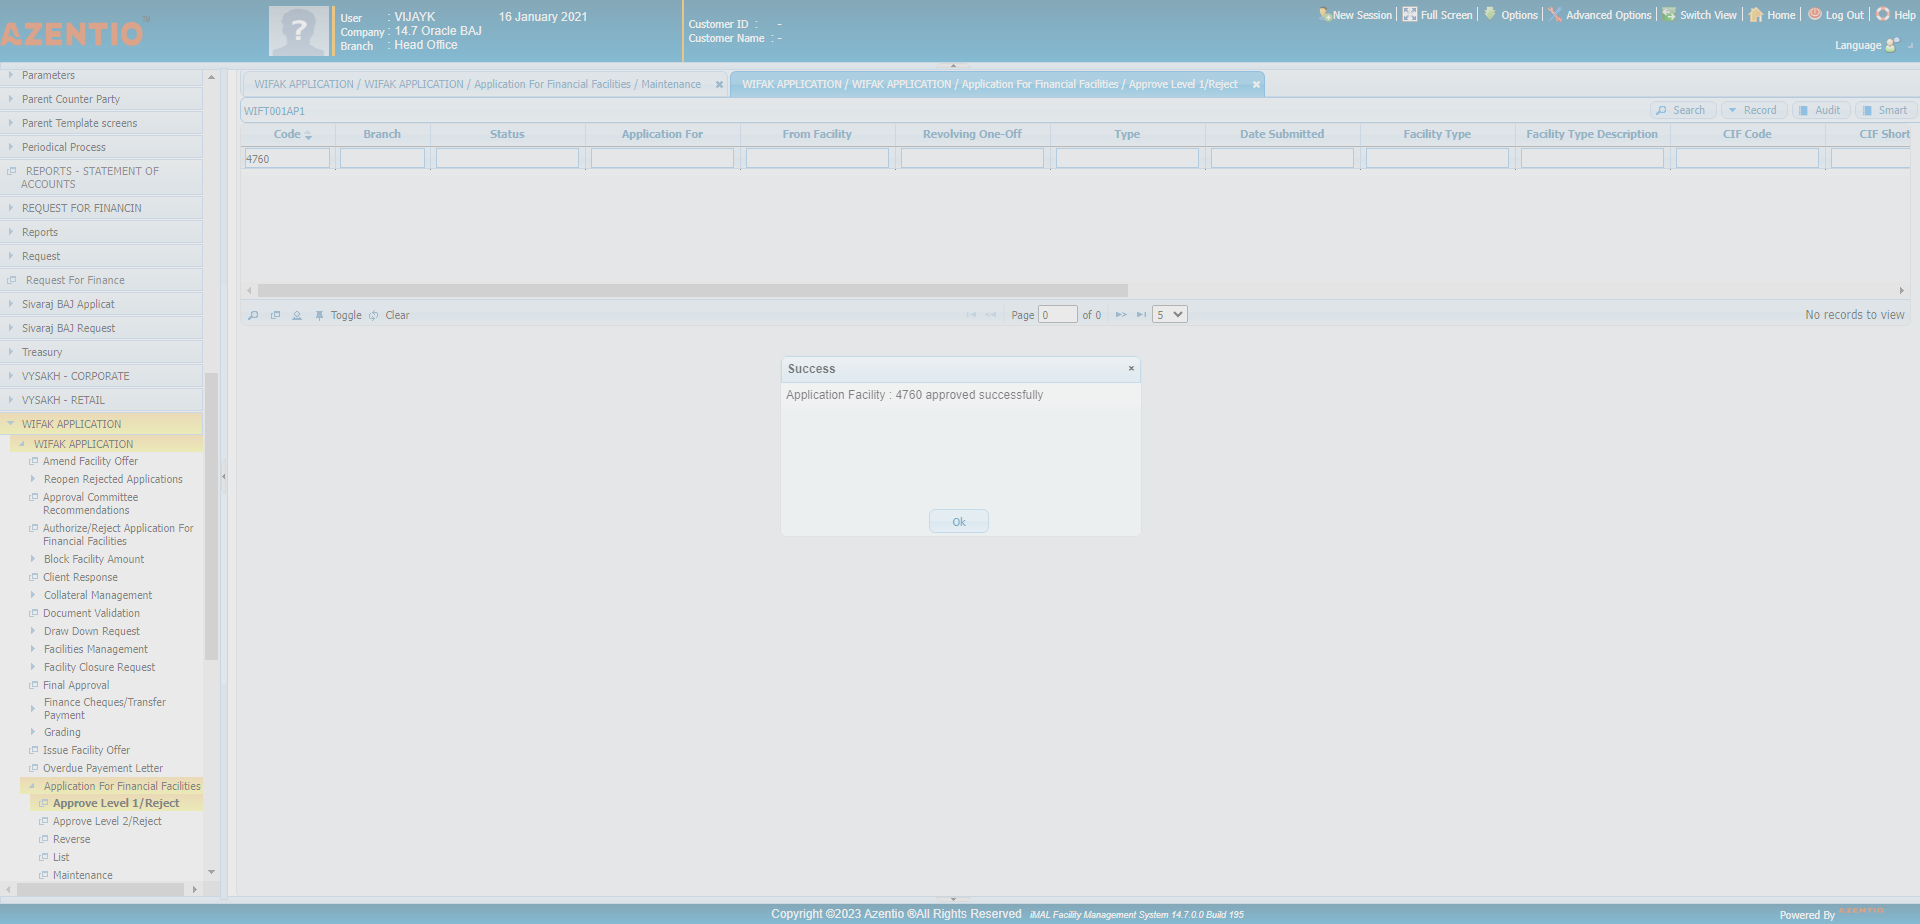 AZENTIO™
User : VIJAYK 16 January 2021
Company : 14.7 Oracle BAJ
Branch : Head Office
Customer ID : -
Customer Name : -
New Session Full Screen Options Advanced Options Switch View Home Log Out Help
Language
Parameters
Parent Counter Party
Parent Template screens
Periodical Process
REPORTS - STATEMENT OF
ACCOUNTS
REQUEST FOR FINANCIN
Reports
Request
Request For Finance
Sivaraj BAJ Applicat
Sivaraj BAJ Request
Treasury
VYSAKH - CORPORATE
VYSAKH - RETAIL
WIFAK APPLICATION
WIFAK APPLICATION
Amend Facility Offer
Reopen Rejected Applications
Approval Committee
Recommendations
Authorize/Reject Application For
Financial Facilities
Block Facility Amount
Client Response
Collateral Management
Document Validation
Draw Down Request
Facilities Management
Facility Closure Request
Final Approval
Finance Cheques/Transfer
Payment
Grading
Issue Facility Offer
Overdue Payement Letter
Application For Financial Facilities
Approve Level 1/Reject
Approve Level 2/Reject
Reverse
List
Maintenance
WIFAK APPLICATION / WIFAK APPLICATION / Application For Financial Facilities / Maintenance
WIFAK APPLICATION / WIFAK APPLICATION / Application For Financial Facilities / Approve Level 1/Reject
WIFT001AP1
Search Record Audit Smart
Code Branch Status Application For From Facility Revolving One-Off Type Date Submitted Facility Type Facility Type Description CIF Code CIF Short
4760
Toggle Clear
Page 0 of 0 5
No records to view
Success
Application Facility : 4760 approved successfully
Ok
Copyright ©2023 Azentio ®All Rights Reserved iMAL Facility Management System 14.7.0.0 Build 195
Powered By AZENTIO